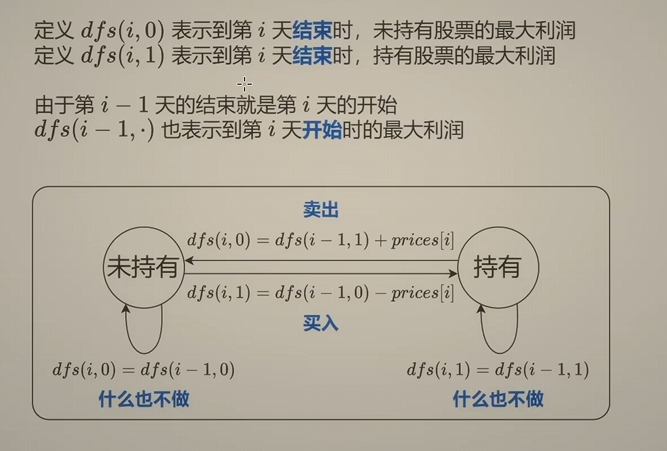 定义 dfs(i,0) 表示到第 i 天结束时，未持有股票的最大利润
定义 dfs(i,1) 表示到第 i 天结束时，持有股票的最大利润
由于第 i−1 天的结束就是第 i 天的开始
dfs(i−1,·) 也表示到第 i 天开始时的最大利润
卖出
dfs(i,0) = dfs(i−1,1) + prices[i]
未持有
持有
dfs(i,1) = dfs(i−1,0) − prices[i]
买入
dfs(i,0) = dfs(i−1,0)
dfs(i,1) = dfs(i−1,1)
什么也不做
什么也不做